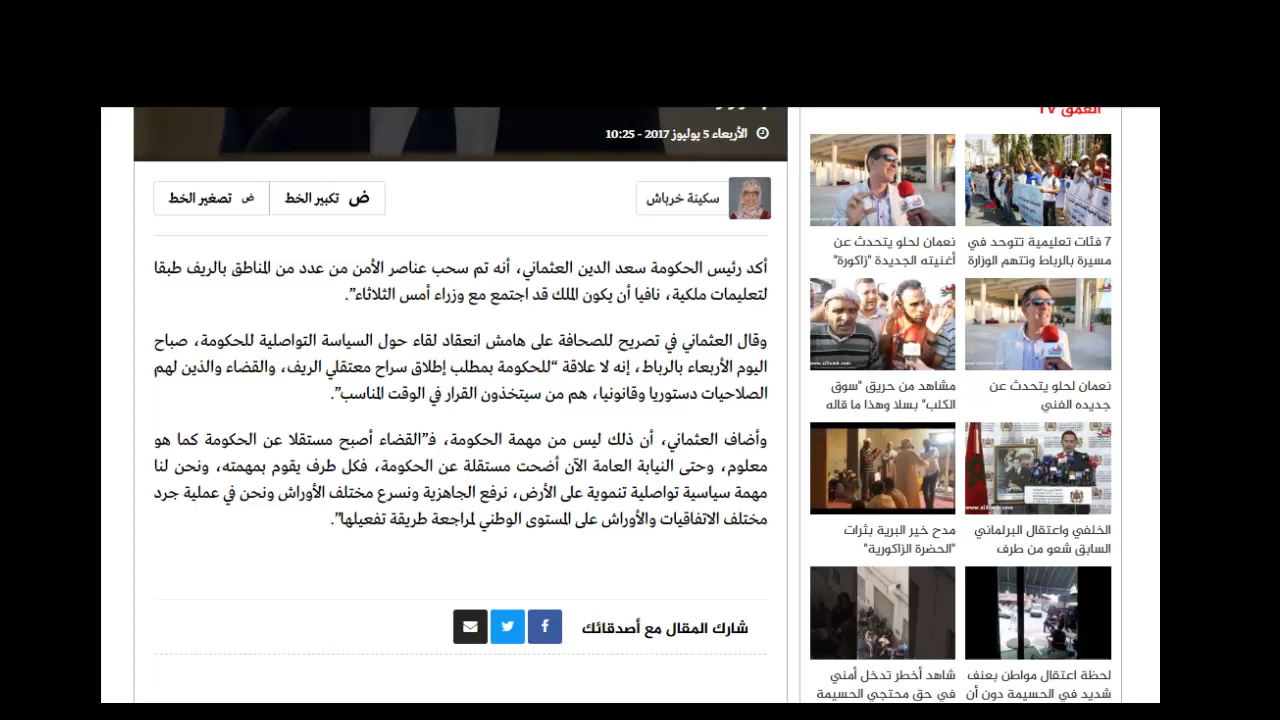 الأربعاء 5 يوليوز 2017 - 10:25
سكينة خرباش
ض تكبير الخط
ض تصغير الخط
أكد رئيس الحكومة سعد الدين العثماني، أنه تم سحب عناصر الأمن من عدد من المناطق بالريف طبقا
لتعليمات ملكية، نافيا أن يكون الملك قد اجتمع مع وزراء أمس الثلاثاء”.
وقال العثماني في تصريح للصحافة على هامش انعقاد لقاء حول السياسة التواصلية للحكومة، صباح
اليوم الأربعاء بالرباط، إنه لا علاقة “للحكومة بمطلب إطلاق سراح معتقلي الريف، والقضاء والذين لهم
الصلاحيات دستوريا وقانونيا، هم من سيتخذون القرار في الوقت المناسب”.
وأضاف العثماني، أن ذلك ليس من مهمة الحكومة، فـ”القضاء أصبح مستقلا عن الحكومة كما هو
معلوم، وحتى النيابة العامة الآن أضحت مستقلة عن الحكومة، فكل طرف يقوم بمهمته، ونحن لنا
مهمة سياسية تواصلية تنموية على الأرض، نرفع الجاهزية ونسرع مختلف الأوراش ونحن في عملية جرد
مختلف الاتفاقيات والأوراش على المستوى الوطني لمراجعة طريقة تفعيلها”.
شارك المقال مع أصدقائك
العمق TV
7 فئات تعليمية تتوحد في
مسيرة بالرباط وتتهم الوزارة
نعمان لحلو يتحدث عن
أغنيته الجديدة "زاكورة"
نعمان لحلو يتحدث عن
جديده الفني
مشاهد من حريق "سوق
الكلب" بسلا وهذا ما قاله
الخلفي واعتقال البرلماني
السابق شعو من طرف
مدح خير البرية بثرات
"الحضرة الزاكورية"
لحظة اعتقال مواطن بعنف
شديد في الحسيمة دون أن
شاهد أخطر تدخل أمني
في حق محتجي الحسيمة